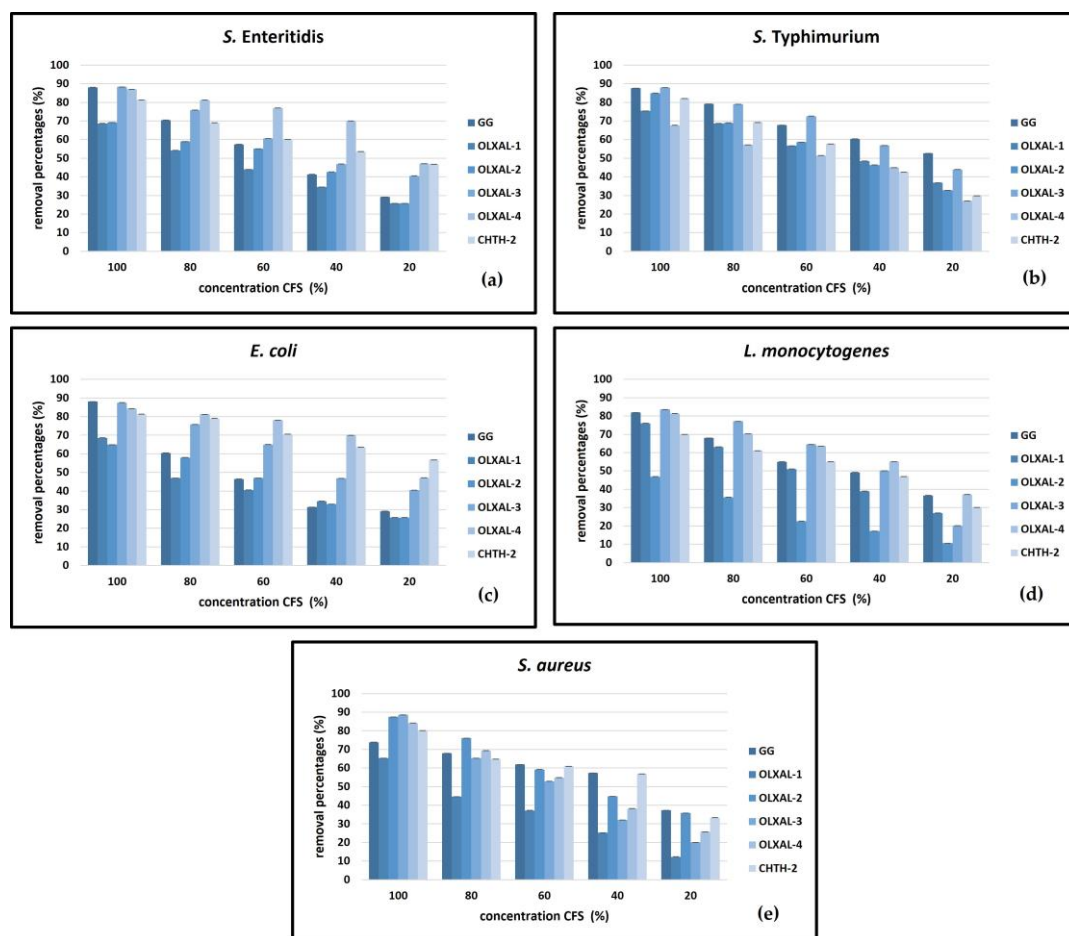 S. Enteritidis
removal percentages (%)
100
90
80
70
60
50
40
30
20
10
0
100 80 60 40 20
concentration CFS (%)
GG
OLXAL-1
OLXAL-2
OLXAL-3
OLXAL-4
CHTH-2
(a)
S. Typhimurium
removal percentages (%)
100
90
80
70
60
50
40
30
20
10
0
100 80 60 40 20
concentration CFS (%)
GG
OLXAL-1
OLXAL-2
OLXAL-3
OLXAL-4
CHTH-2
(b)
E. coli
removal percentages (%)
100
90
80
70
60
50
40
30
20
10
0
100 80 60 40 20
concentration CFS (%)
GG
OLXAL-1
OLXAL-2
OLXAL-3
OLXAL-4
CHTH-2
(c)
L. monocytogenes
removal percentages (%)
100
90
80
70
60
50
40
30
20
10
0
100 80 60 40 20
concentration CFS (%)
GG
OLXAL-1
OLXAL-2
OLXAL-3
OLXAL-4
CHTH-2
(d)
S. aureus
removal percentages (%)
100
90
80
70
60
50
40
30
20
10
0
100 80 60 40 20
concentration CFS (%)
GG
OLXAL-1
OLXAL-2
OLXAL-3
OLXAL-4
CHTH-2
(e)